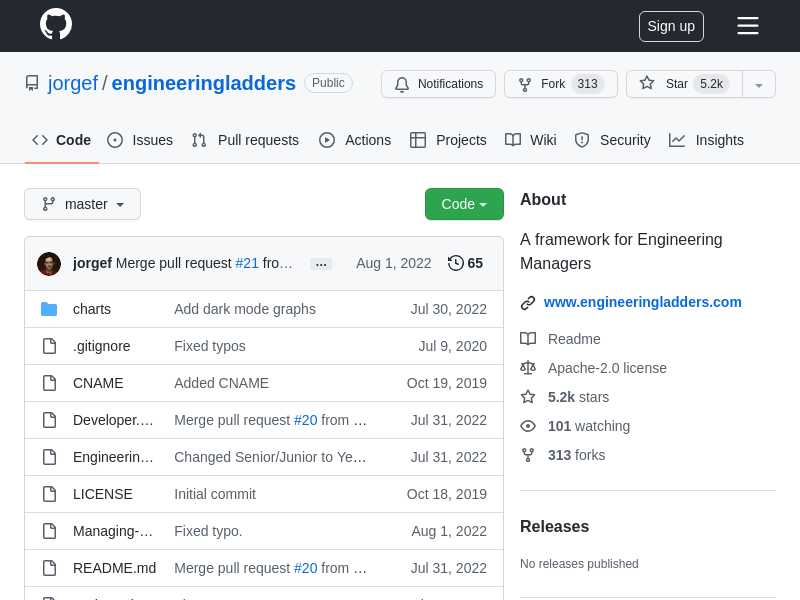 Sign up
jorgef / engineeringladders Public
Notifications
Fork 313
Star 5.2k
Code Issues Pull requests Actions Projects Wiki Security Insights
master
Code
jorgef Merge pull request #21 fro… … Aug 1, 2022 65
charts Add dark mode graphs Jul 30, 2022
.gitignore Fixed typos Jul 9, 2020
CNAME Added CNAME Oct 19, 2019
Developer.… Merge pull request #20 from … Jul 31, 2022
Engineerin… Changed Senior/Junior to Ye… Jul 31, 2022
LICENSE Initial commit Oct 18, 2019
Managing-… Fixed typo. Aug 1, 2022
README.md Merge pull request #20 from … Jul 31, 2022
About
A framework for Engineering
Managers
www.engineeringladders.com
Readme
Apache-2.0 license
5.2k stars
101 watching
313 forks
Releases
No releases published